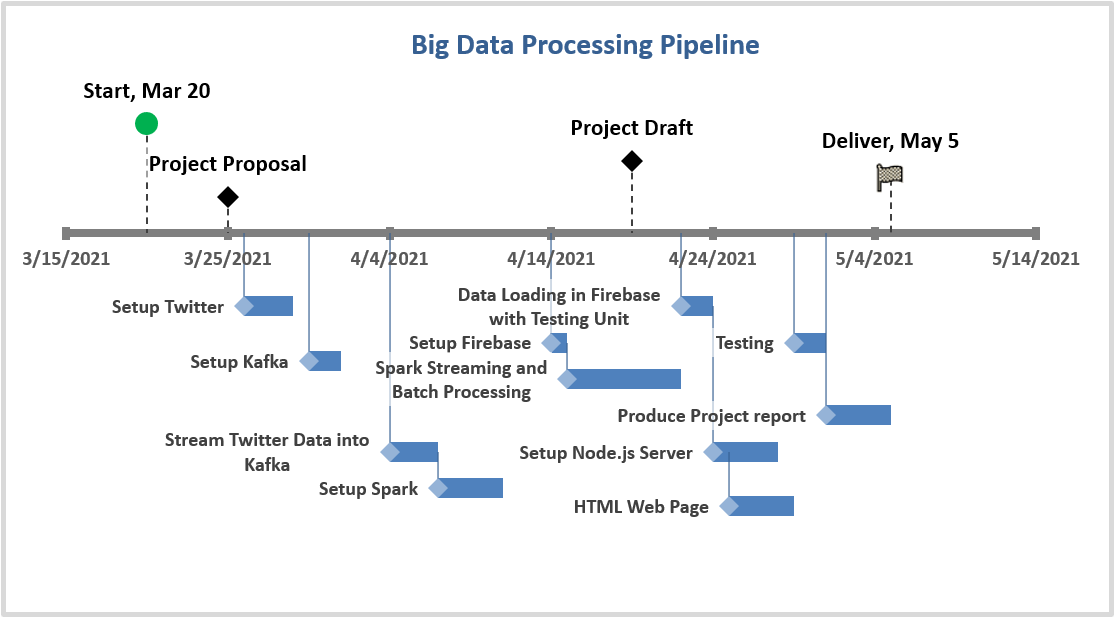 Big Data Processing Pipeline
Start, Mar 20
Project Proposal
Project Draft
Deliver, May 5
3/15/2021
3/25/2021
4/4/2021
4/14/2021
4/24/2021
5/4/2021
5/14/2021
Setup Twitter
Data Loading in Firebase
with Testing Unit
Setup Firebase
Testing
Setup Kafka
Spark Streaming and
Batch Processing
Produce Project report
Stream Twitter Data into
Kafka
Setup Node.js Server
Setup Spark
HTML Web Page